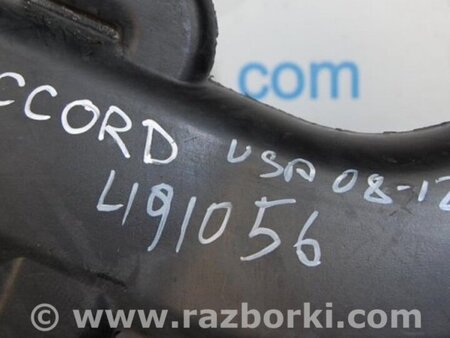 com
CCORD USA 08-12
491056
© www.razborki.com